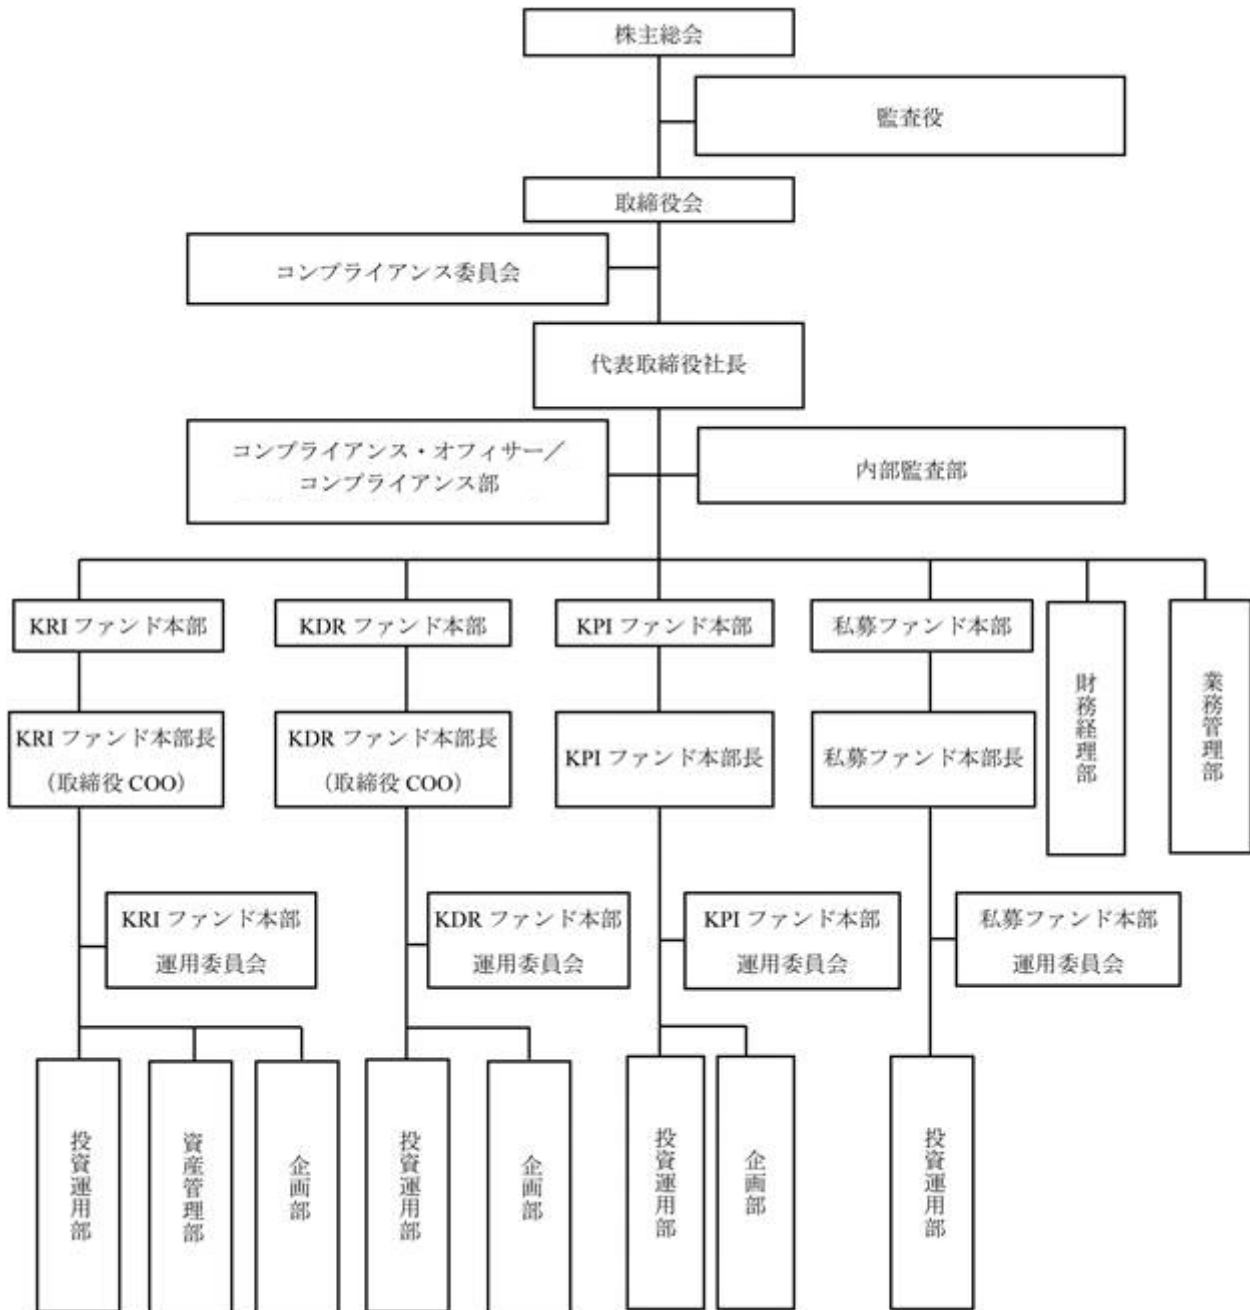 株主総会
監査役
取締役会
コンプライアンス委員会
代表取締役社長
コンプライアンス・オフィサー／
コンプライアンス部
内部監査部
KRI ファンド本部
KDR ファンド本部
KPI ファンド本部
私募ファンド本部
財務経理部
業務管理部
KRI ファンド本部長
（取締役 COO）
KDR ファンド本部長
（取締役 COO）
KPI ファンド本部長
私募ファンド本部長
KRI ファンド本部
運用委員会
KDR ファンド本部
運用委員会
KPI ファンド本部
運用委員会
私募ファンド本部
運用委員会
投資運用部
資産管理部
企画部
投資運用部
企画部
投資運用部
企画部
投資運用部